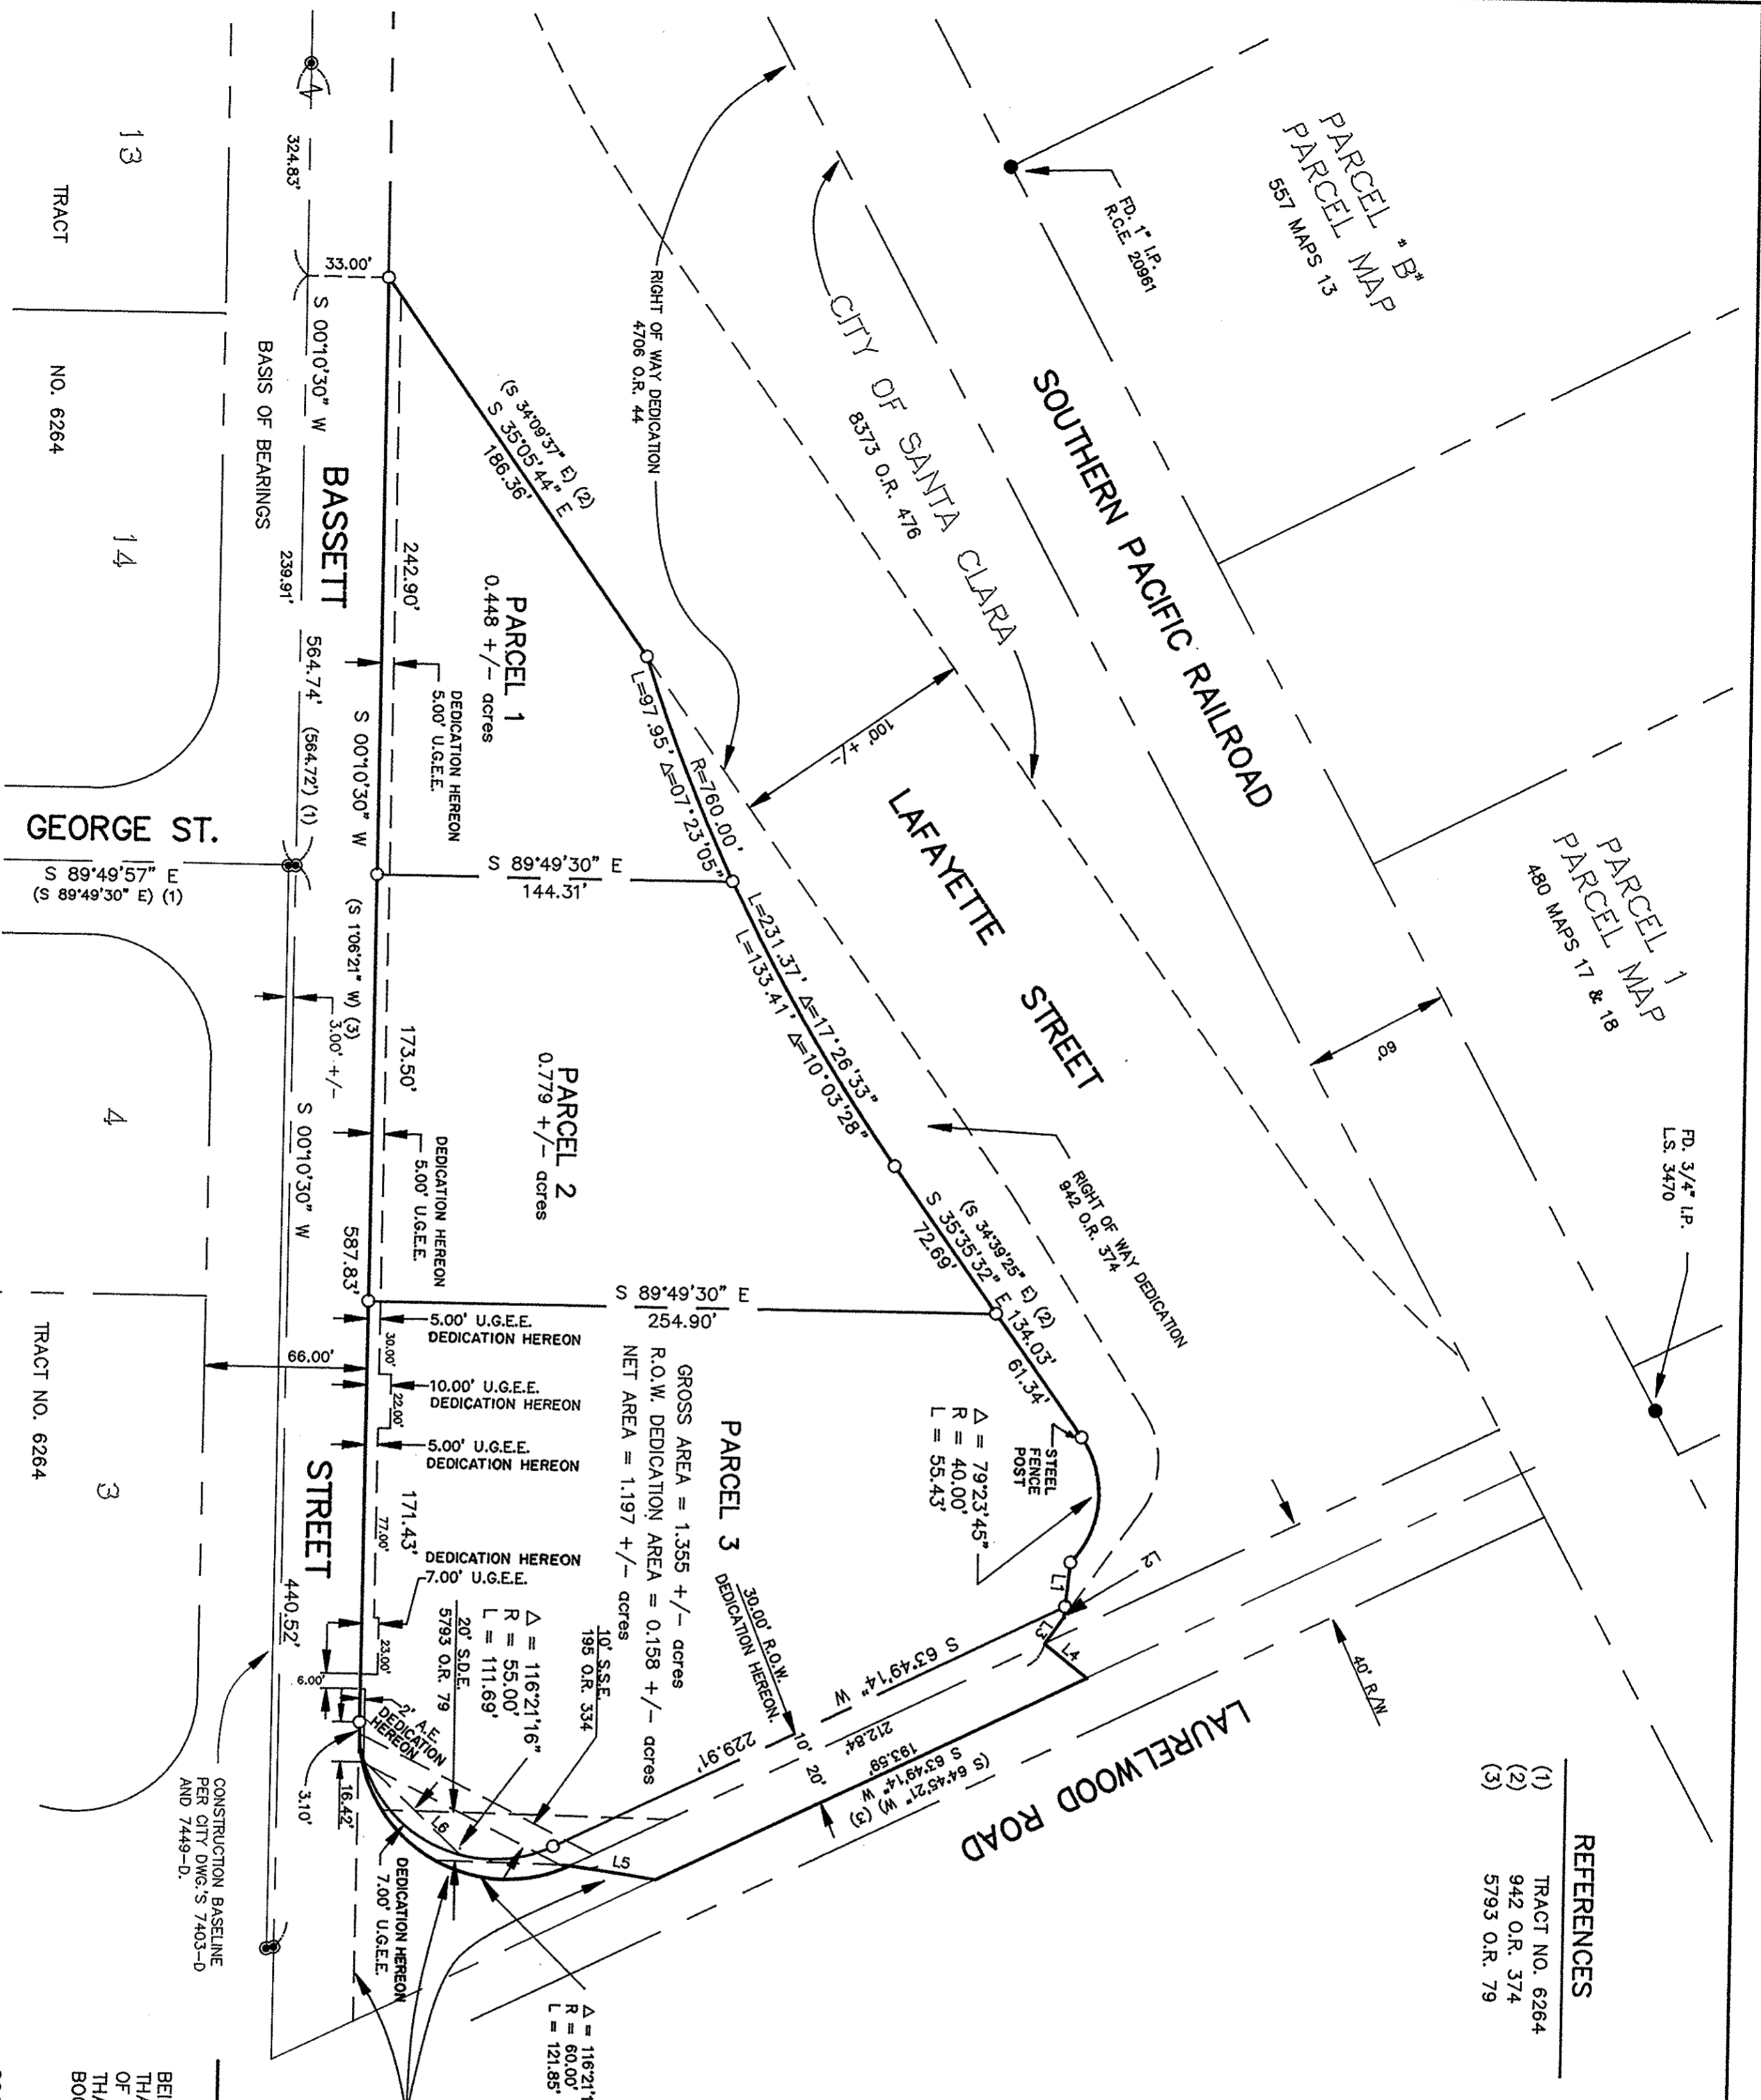 PARCEL "B"
PARCEL MAP
557 MAPS 13
FD. 1" I.P.
R.C.E. 20961
SOUTHERN PACIFIC RAILROAD
CITY OF SANTA CLARA
8373 O.R. 476
RIGHT OF WAY DEDICATION
4706 O.R. 44
PARCEL 1
PARCEL MAP
480 MAPS 17 & 18
60'
FD. 3/4" I.P.
L.S. 3470
100' +/-
LAFAYETTE STREET
RIGHT OF WAY DEDICATION
942 O.R. 374
13
TRACT
324.83'
33.00'
S 00°10'30" W
BASIS OF BEARINGS
NO. 6264
14
239.91'
BASSETT
564.74' (564.72') (1)
(S 34°09'37" E) (2)
S 35°05'44" E
186.36'
242.90'
PARCEL 1
0.448 +/- acres
DEDICATION HEREON
5.00' U.G.E.E.
S 00°10'30" W
R=760.00'
L=97.95' Δ=07°23'05"
GEORGE ST.
S 89°49'57" E
(S 89°49'30" E) (1)
S 89°49'30" E
144.31'
L=231.37' Δ=17°26'33"
L=133.41' Δ=10°03'28"
(S 1°06'21" W) (3)
3.00' +/-
173.50'
PARCEL 2
0.779 +/- acres
DEDICATION HEREON
5.00' U.G.E.E.
S 00°10'30" W
4
587.83'
(S 34°39'25" E) (2)
S 35°35'32" E 134.03'
72.69'
61.34'
S 89°49'30" E
254.90'
5.00' U.G.E.E.
DEDICATION HEREON
30.00'
66.00'
10.00' U.G.E.E.
DEDICATION HEREON
22.00'
5.00' U.G.E.E.
DEDICATION HEREON
TRACT NO. 6264
3
STREET
171.43'
77.00'
DEDICATION HEREON
7.00' U.G.E.E.
23.00'
440.52'
6.00'
2' A.E.
DEDICATION
HEREON
3.10'
16.42'
PARCEL 3
GROSS AREA = 1.355 +/- acres
R.O.W. DEDICATION AREA = 0.158 +/- acres
NET AREA = 1.197 +/- acres
STEEL
FENCE
POST
Δ = 79°23'45"
R = 40.00'
L = 55.43'
L1
L2
L3
L4
30.00' R.O.W.
DEDICATION HEREON.
S 63°49'14" W
229.91'
10'
20'
212.84'
193.59'
S 63°49'14" W
(S 64°45'21" W) (3)
40' R/W
LAURELWOOD ROAD
10' S.S.E.
195 O.R. 334
Δ = 116°21'16"
R = 55.00'
L = 111.69'
20' S.D.E.
5793 O.R. 79
L6
L5
DEDICATION HEREON
7.00' U.G.E.E.
CONSTRUCTION BASELINE
PER CITY DWG.'S 7403-D
AND 7449-D.
Δ = 116°21'1
R = 60.00'
L = 121.85'
REFERENCES
(1) TRACT NO. 6264
(2) 942 O.R. 374
(3) 5793 O.R. 79
BEI
THA
OF
THA
BOO